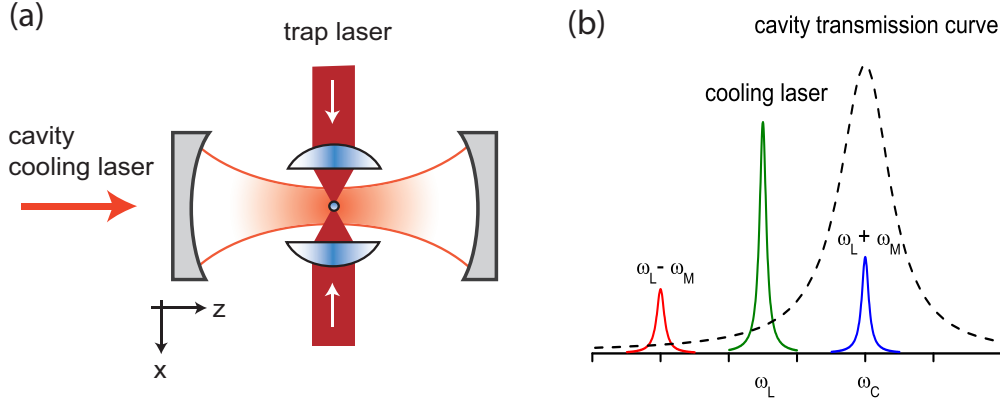 (a)
trap laser
cavity
cooling laser
z
x
(b)
cavity transmission curve
cooling laser
ω_L + ω_M
ω_L - ω_M
ω_L
ω_C